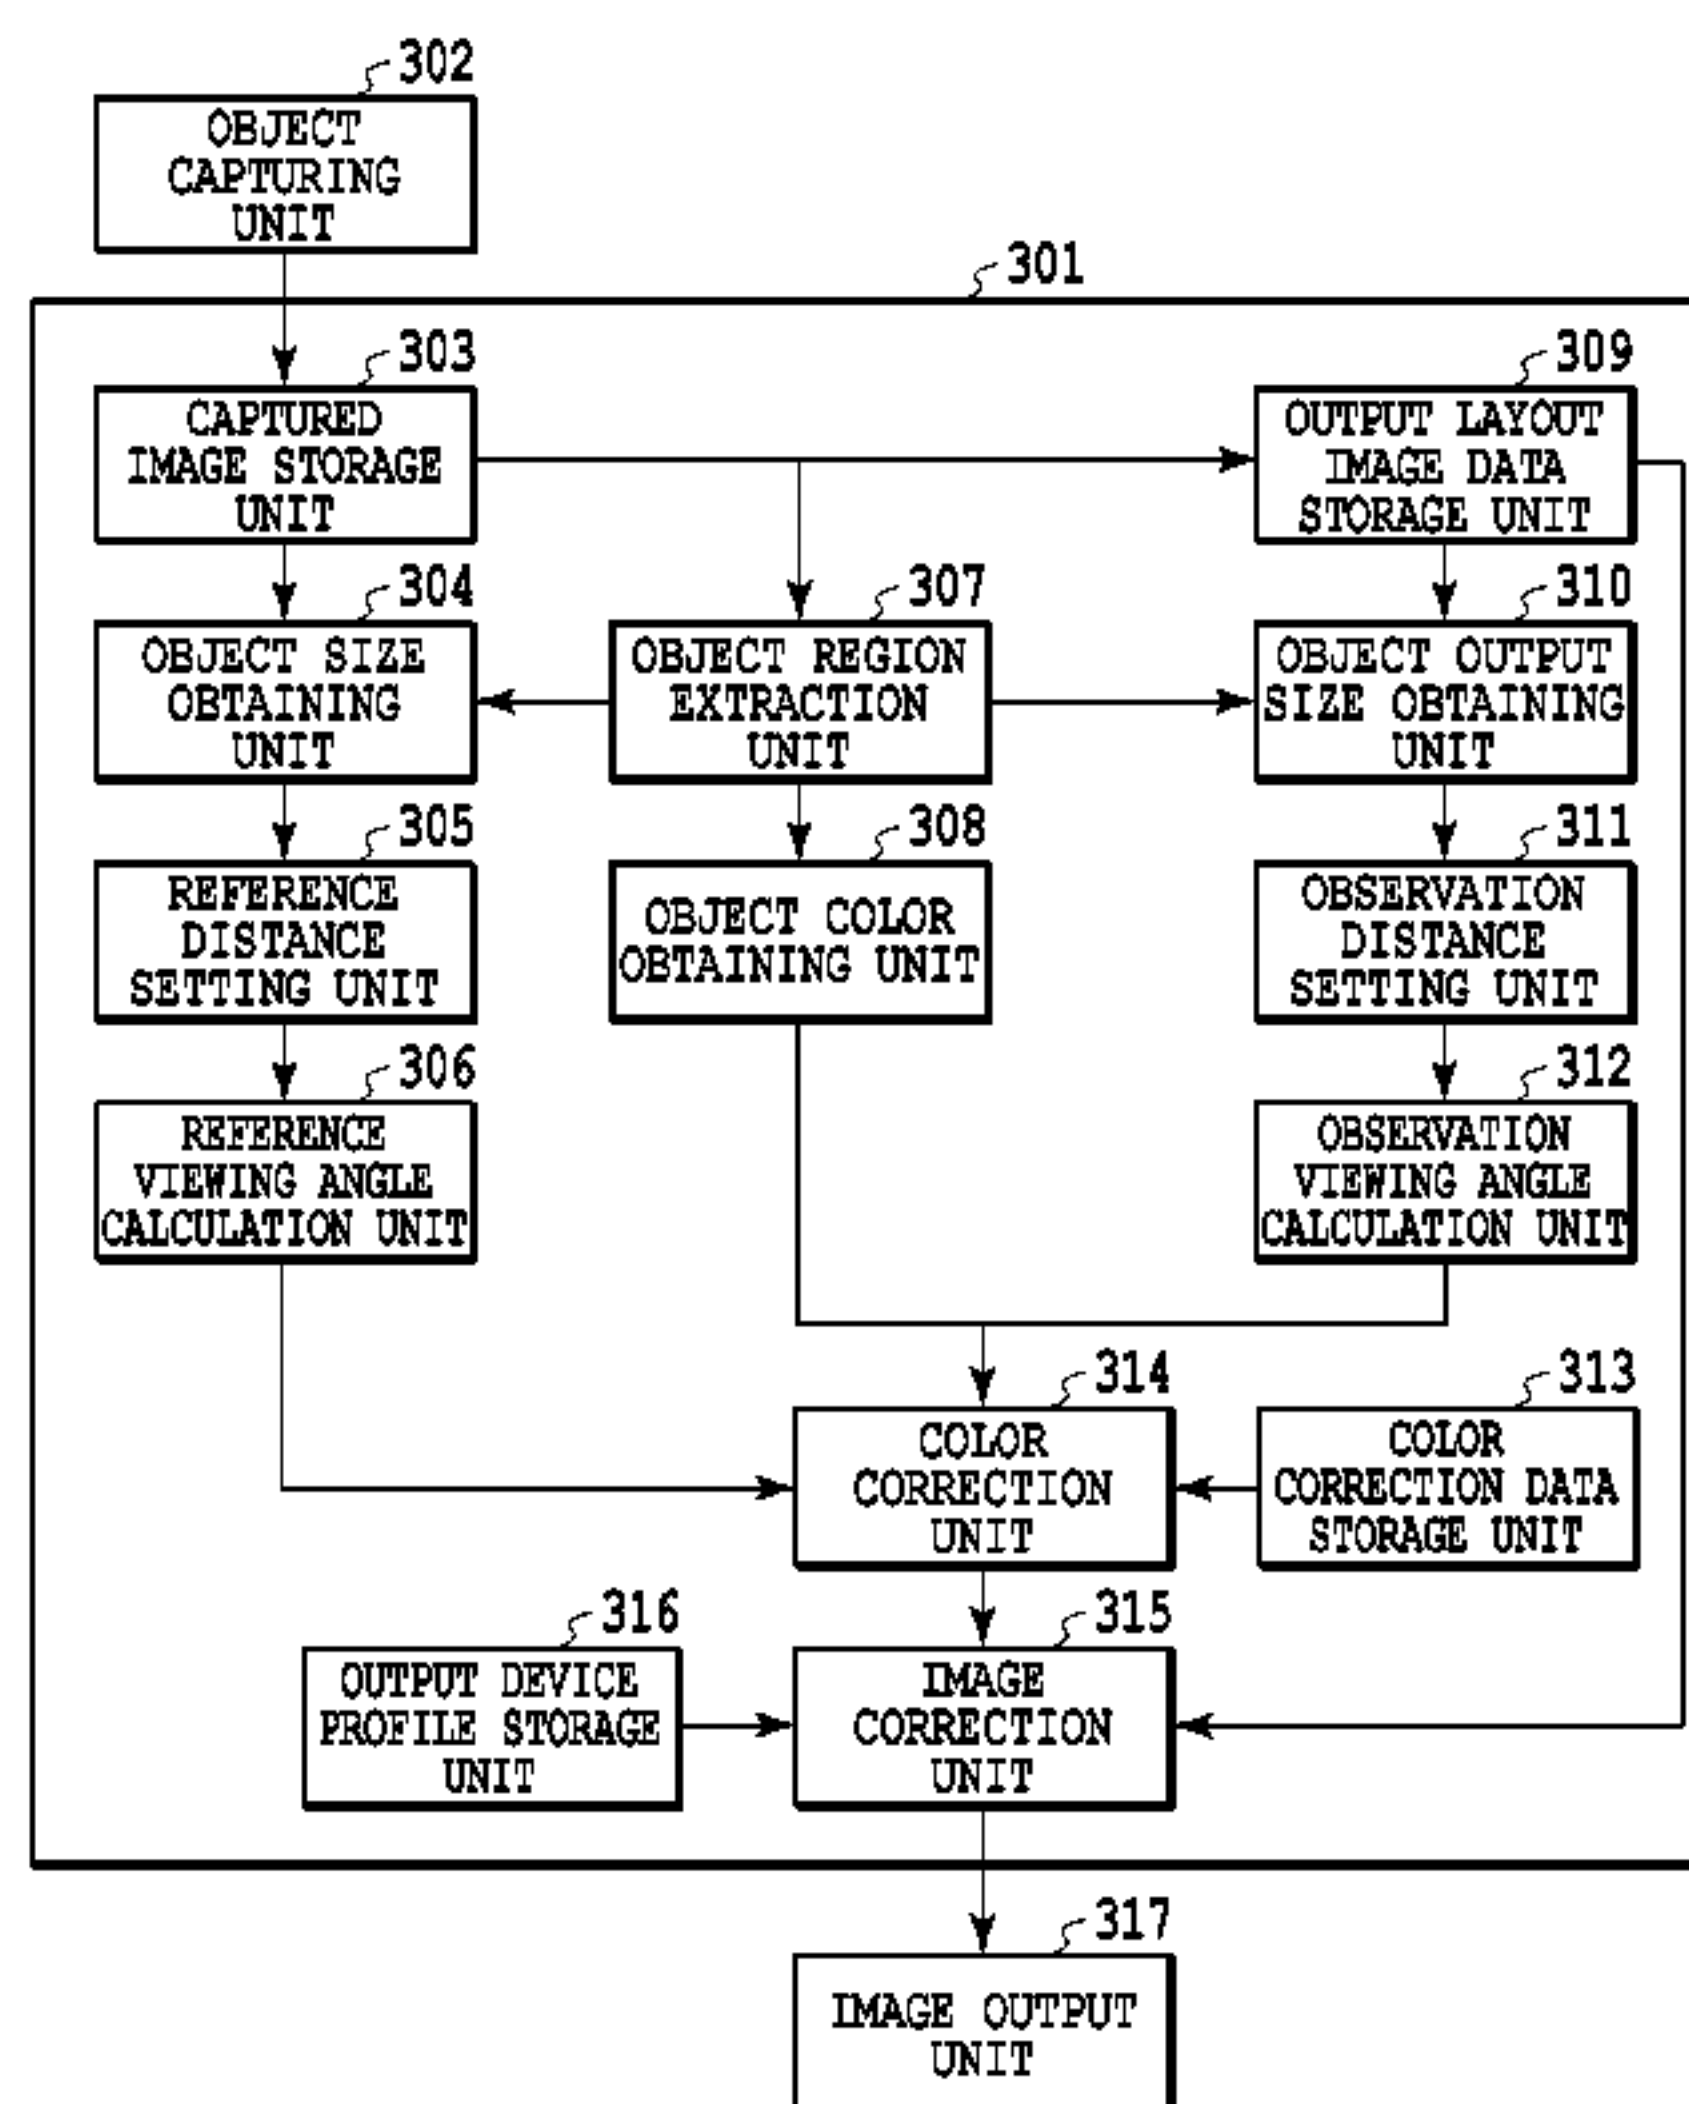 302
OBJECT
CAPTURING
UNIT
301
303
CAPTURED
IMAGE STORAGE
UNIT
309
OUTPUT LAYOUT
IMAGE DATA
STORAGE UNIT
304
OBJECT SIZE
OBTAINING
UNIT
307
OBJECT REGION
EXTRACTION
UNIT
310
OBJECT OUTPUT
SIZE OBTAINING
UNIT
305
REFERENCE
DISTANCE
SETTING UNIT
308
OBJECT COLOR
OBTAINING UNIT
311
OBSERVATION
DISTANCE
SETTING UNIT
306
REFERENCE
VIEWING ANGLE
CALCULATION UNIT
312
OBSERVATION
VIEWING ANGLE
CALCULATION UNIT
314
COLOR
CORRECTION
UNIT
313
COLOR
CORRECTION DATA
STORAGE UNIT
316
OUTPUT DEVICE
PROFILE STORAGE
UNIT
315
IMAGE
CORRECTION
UNIT
317
IMAGE OUTPUT
UNIT